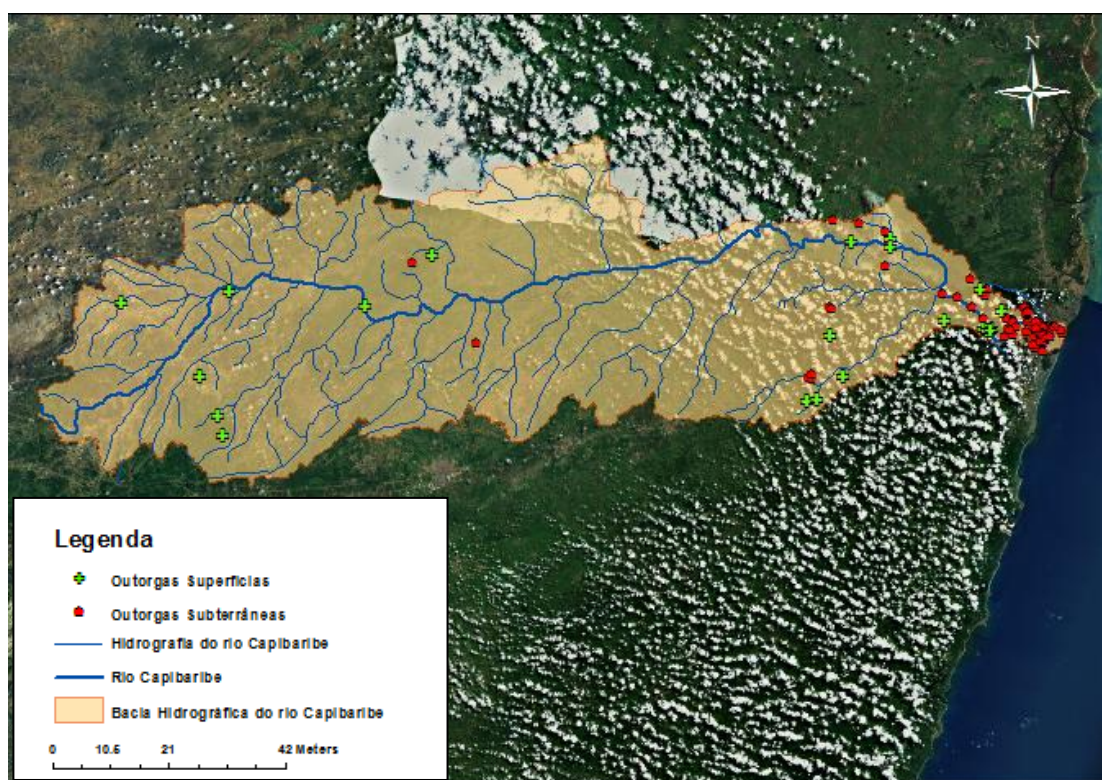 N
Legenda
Outorgas Superfícias
Outorgas Subterrâneas
Hidrografia do rio Capibaribe
Rio Capibaribe
Bacia Hidrográfica do rio Capibaribe
0 10.5 21 42 Meters